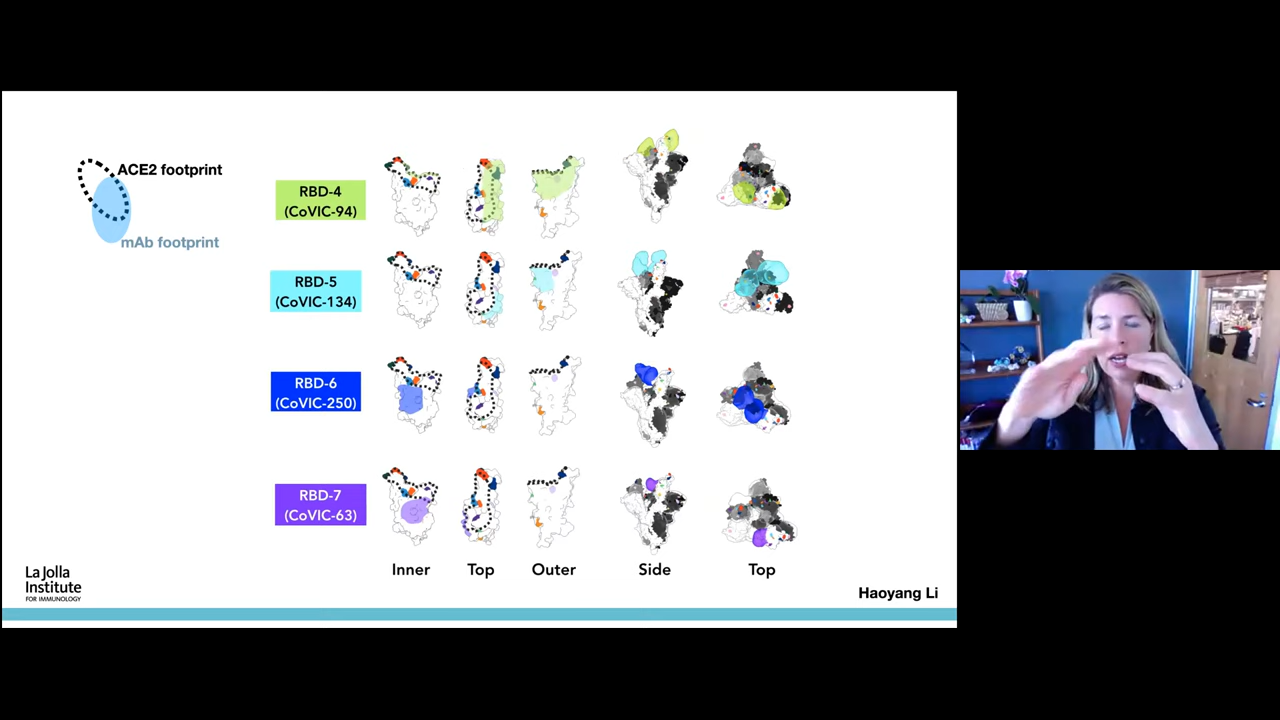 ACE2 footprint
mAb footprint
RBD-4
(CoVIC-94)
RBD-5
(CoVIC-134)
RBD-6
(CoVIC-250)
RBD-7
(CoVIC-63)
Inner
Top
Outer
Side
Top
La Jolla
Institute
FOR IMMUNOLOGY
Haoyang Li